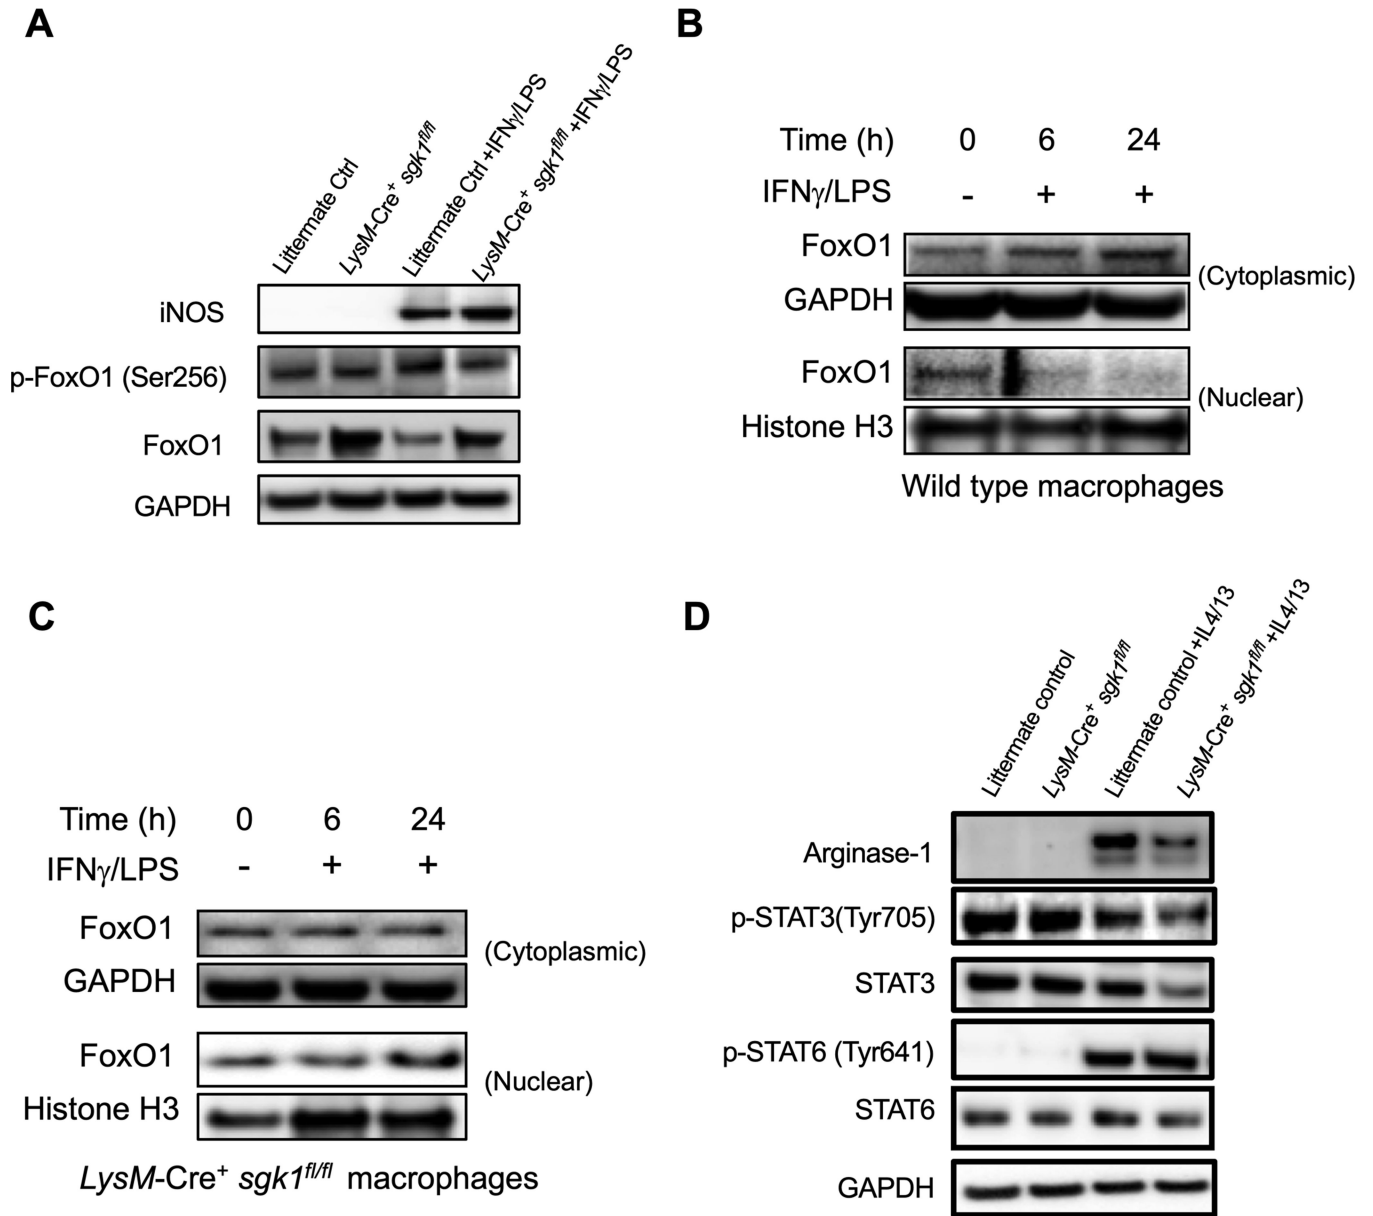 A
Littermate Ctrl
LysM-Cre⁺ sgk1ᶠˡ/ᶠˡ
Littermate Ctrl +IFNγ/LPS
LysM-Cre⁺ sgk1ᶠˡ/ᶠˡ +IFNγ/LPS
iNOS
p-FoxO1 (Ser256)
FoxO1
GAPDH
B
Time (h) 0 6 24
IFNγ/LPS - + +
FoxO1
(Cytoplasmic)
GAPDH
FoxO1
(Nuclear)
Histone H3
Wild type macrophages
C
Time (h) 0 6 24
IFNγ/LPS - + +
FoxO1
(Cytoplasmic)
GAPDH
FoxO1
(Nuclear)
Histone H3
LysM-Cre⁺ sgk1ᶠˡ/ᶠˡ macrophages
D
Littermate control
LysM-Cre⁺ sgk1ᶠˡ/ᶠˡ
Littermate control +IL4/13
LysM-Cre⁺ sgk1ᶠˡ/ᶠˡ +IL4/13
Arginase-1
p-STAT3(Tyr705)
STAT3
p-STAT6 (Tyr641)
STAT6
GAPDH